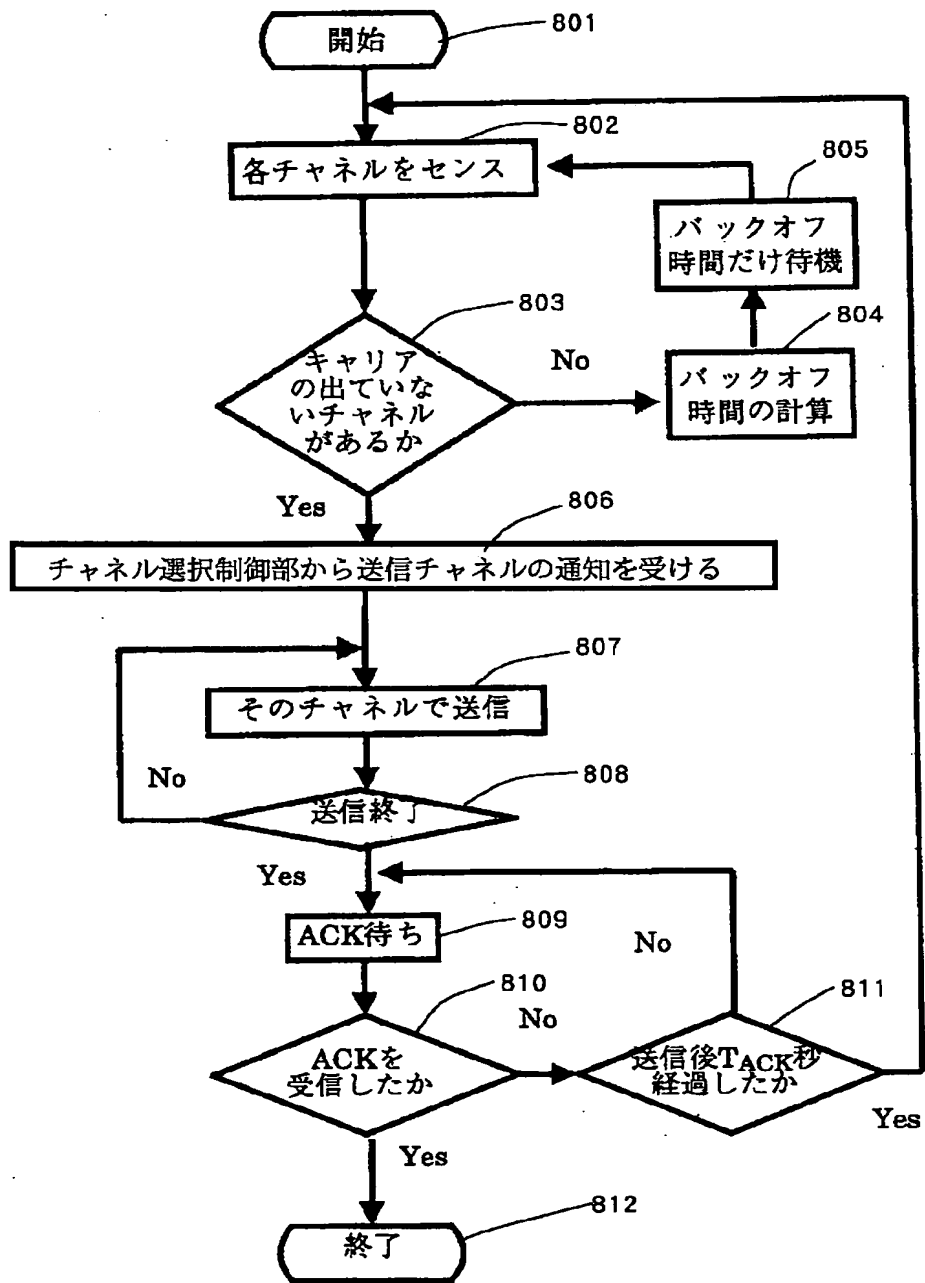 開始
801
802
各チャネルをセンス
805
バックオフ
時間だけ待機
803
804
キャリア
の出ていな
いチャネル
があるか
No
バックオフ
時間の計算
Yes
806
チャネル選択制御部から送信チャネルの通知を受ける
807
そのチャネルで送信
No
808
送信終了
Yes
ACK待ち
809
No
810
No
811
ACKを
受信したか
送信後TACK秒
経過したか
Yes
Yes
812
終了